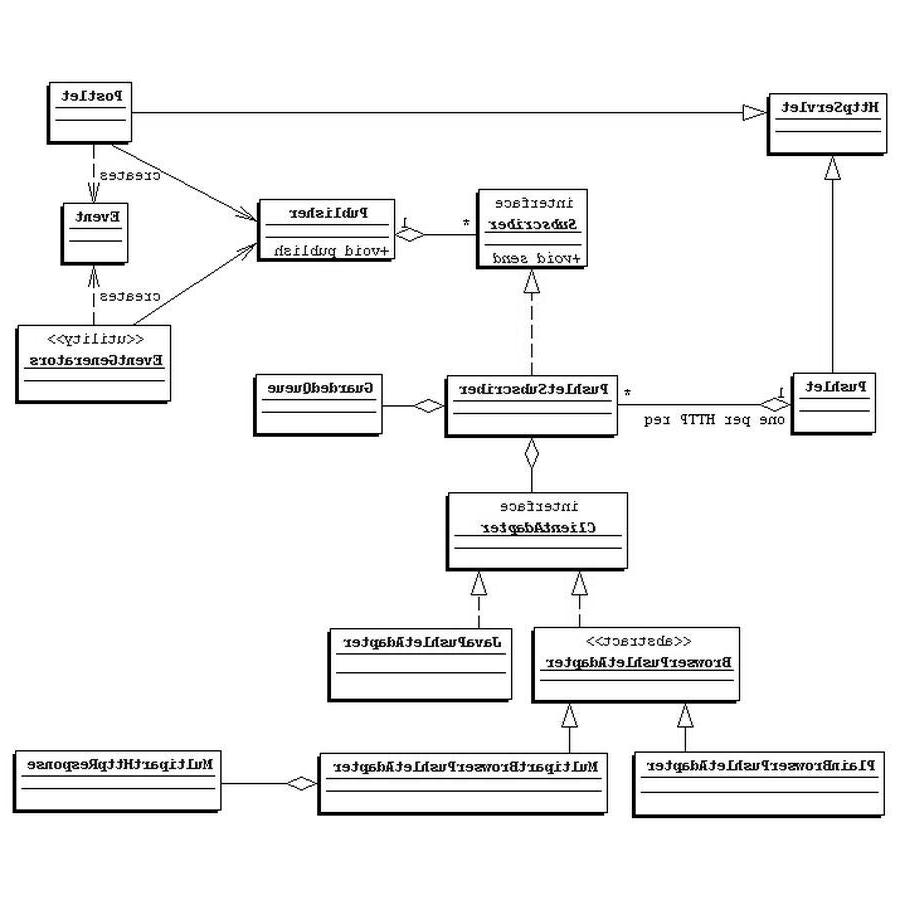 Postlet
HttpServlet
creates
Event
Publisher
+void publish
1
*
interface
Subscriber
+void send
creates
<<utility>>
EventGenerators
GuardedQueue
PushletSubscriber
*
1
one per HTTP req
Pushlet
interface
ClientAdapter
JavaPushletAdapter
<<abstract>>
BrowserPushletAdapter
MultipartHttpResponse
MultipartBrowserPushletAdapter
PlainBrowserPushletAdapter